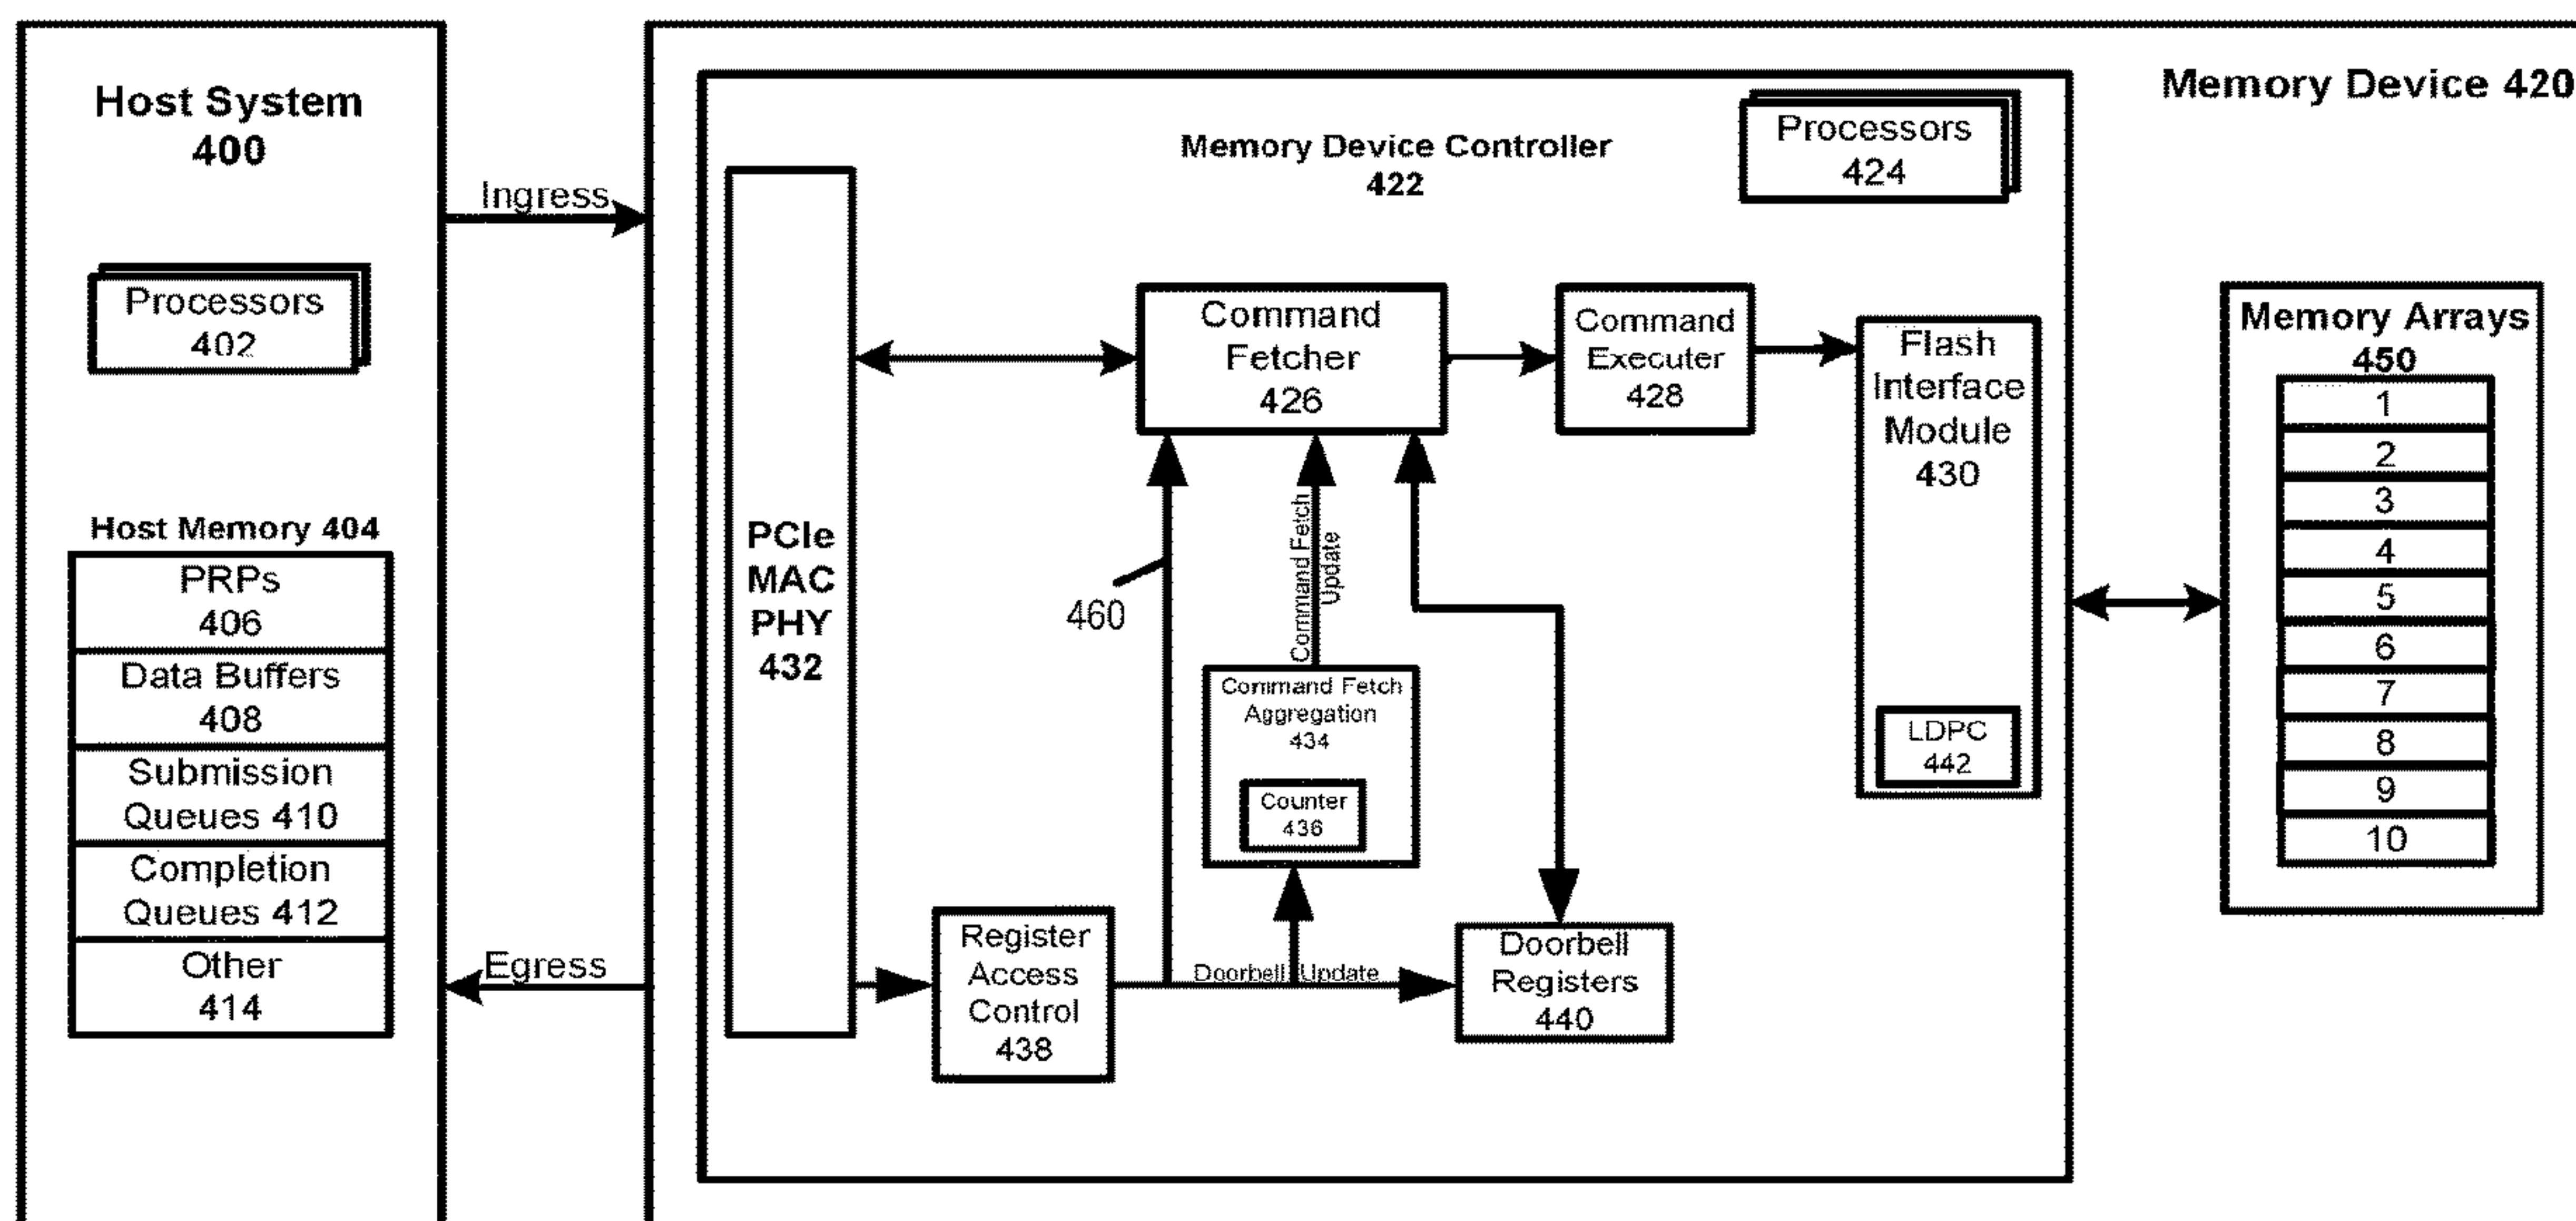 Host System
400
Processors
402
Host Memory 404
PRPs
406
Data Buffers
408
Submission
Queues 410
Completion
Queues 412
Other
414
Ingress
Egress
Memory Device 420
Memory Device Controller
422
Processors
424
PCIe
MAC
PHY
432
Command
Fetcher
426
Command
Executer
428
Flash
Interface
Module
430
LDPC
442
460
Command Fetch
Update
Command Fetch
Aggregation
434
Counter
436
Register
Access
Control
438
Doorbell Update
Doorbell
Registers
440
Memory Arrays
450
1
2
3
4
5
6
7
8
9
10